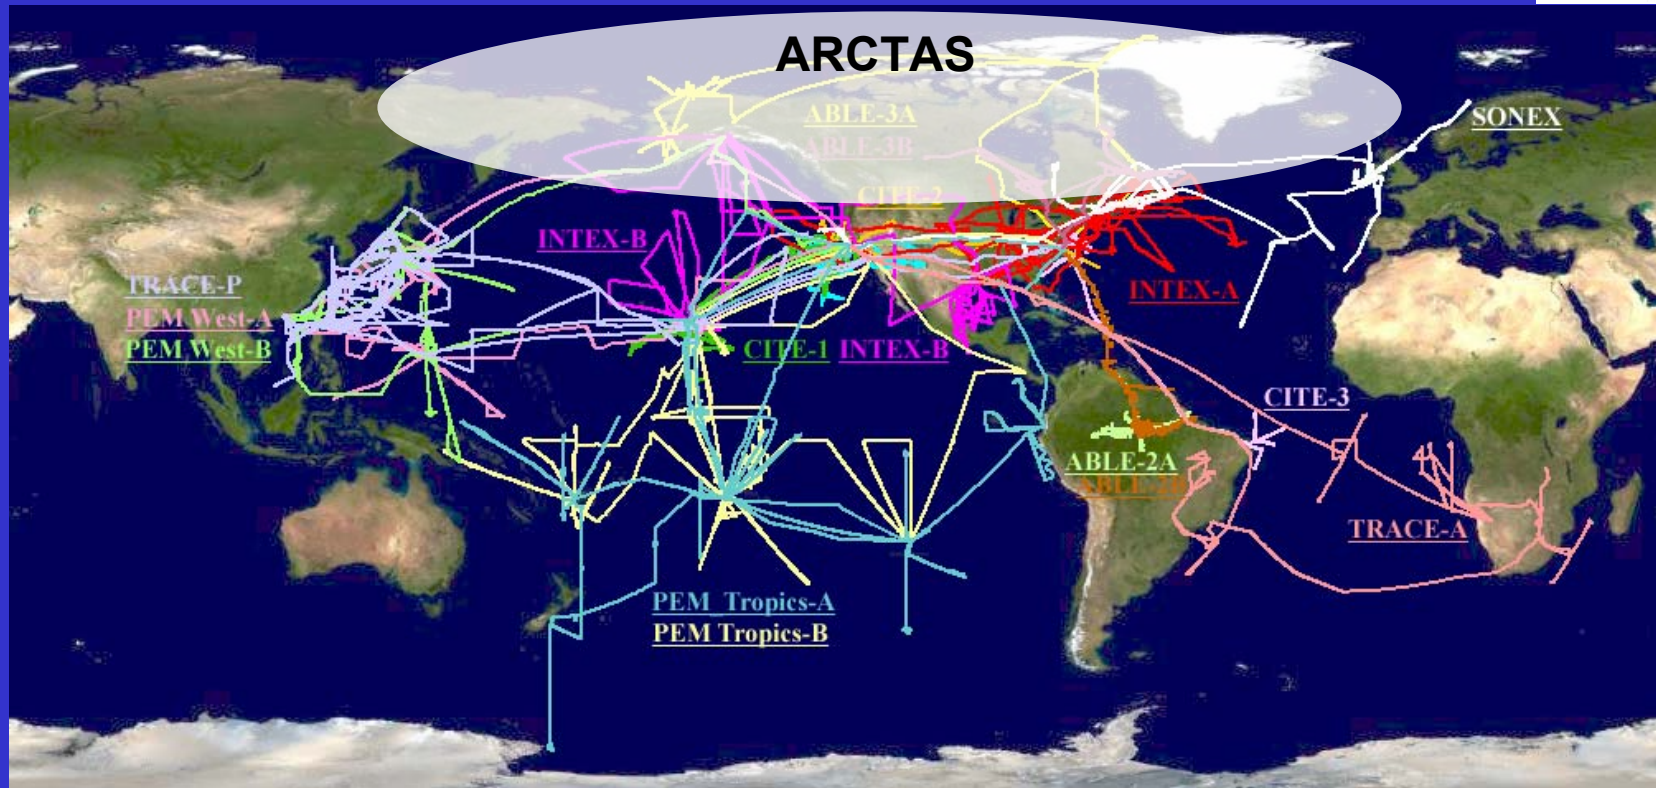 ARCTAS
ABLE-3A
ABLE-3B
SONEX
CITE-2
INTEX-B
TRACE-P
PEM West-A
PEM West-B
INTEX-A
CITE-1
INTEX-B
CITE-3
ABLE-2A
ABLE-2B
TRACE-A
PEM Tropics-A
PEM Tropics-B